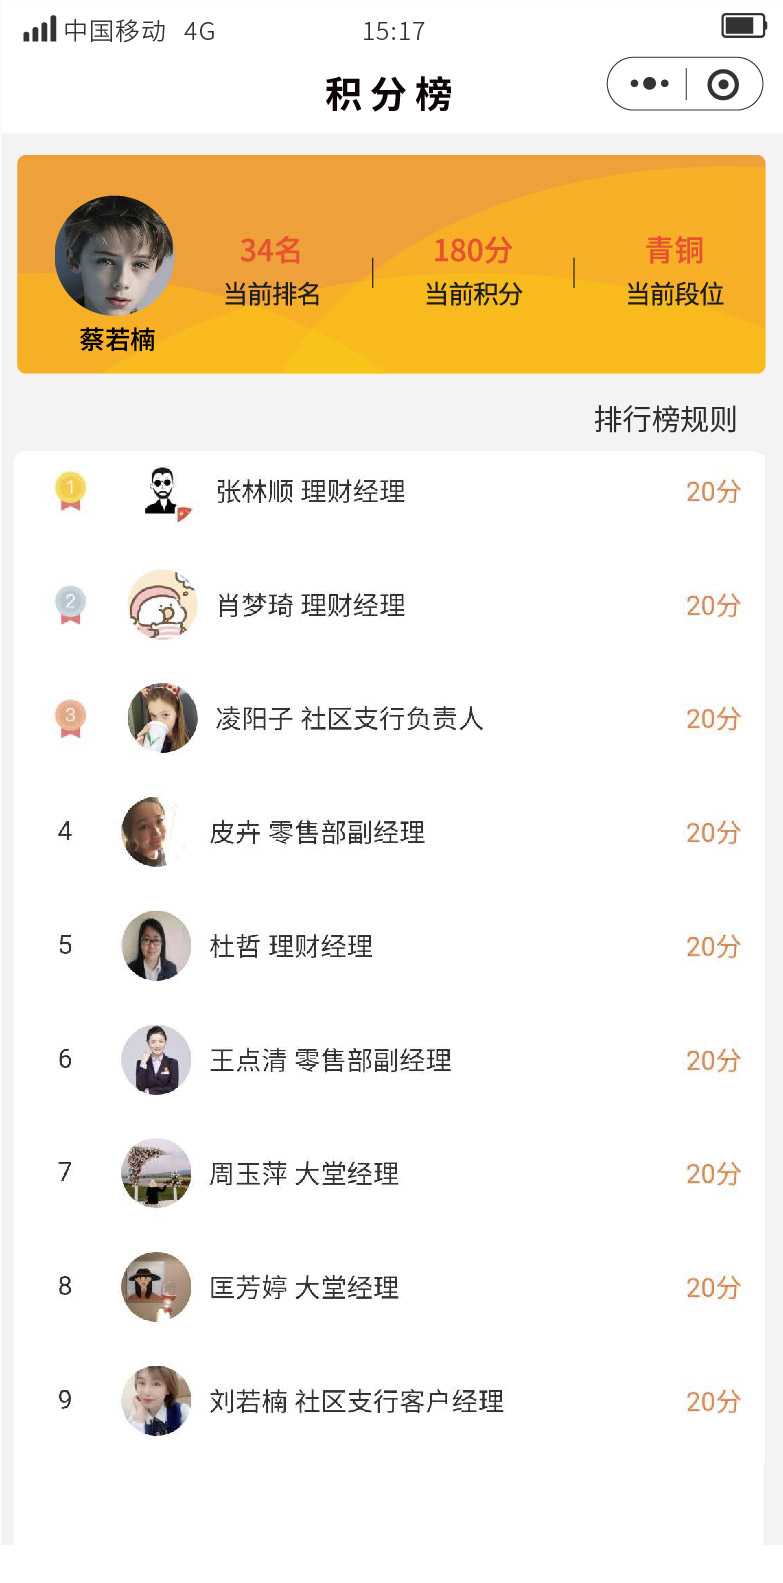 中国移动 4G 15:17
积分榜
34名 180分 青铜
当前排名 当前积分 当前段位
蔡若楠
排行榜规则
1 张林顺 理财经理 20分
2 肖梦琦 理财经理 20分
3 凌阳子 社区支行负责人 20分
4 皮卉 零售部副经理 20分
5 杜哲 理财经理 20分
6 王点清 零售部副经理 20分
7 周玉萍 大堂经理 20分
8 匡芳婷 大堂经理 20分
9 刘若楠 社区支行客户经理 20分